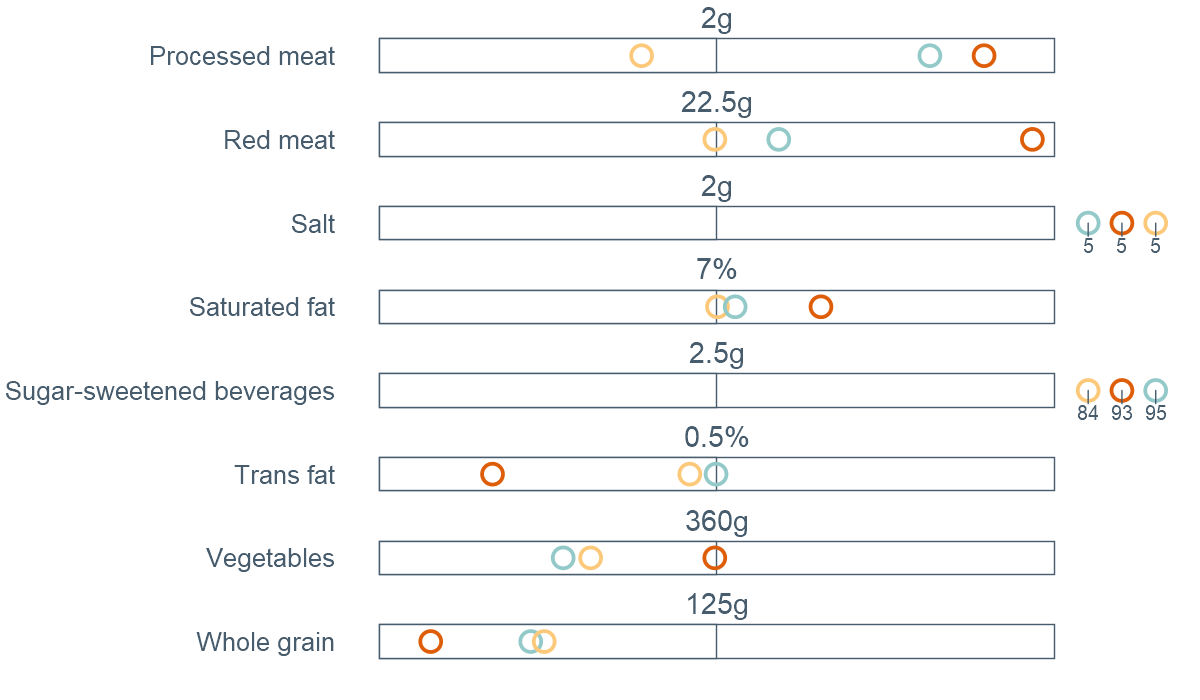 2g
Processed meat
22.5g
Red meat
2g
Salt
5 5 5
7%
Saturated fat
2.5g
Sugar-sweetened beverages
84 93 95
0.5%
Trans fat
360g
Vegetables
125g
Whole grain